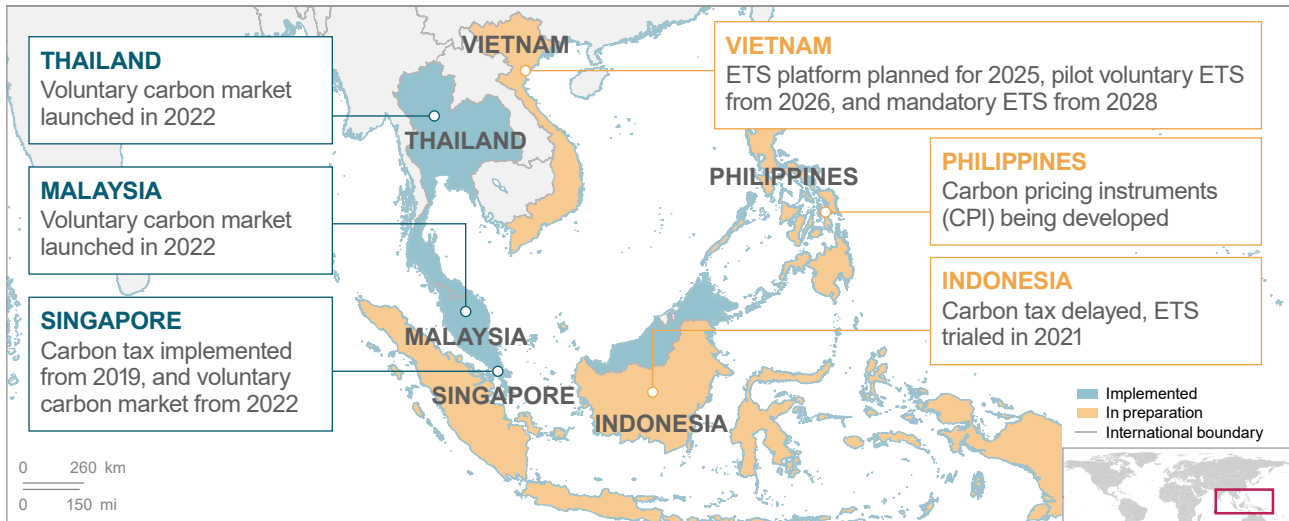 THAILAND
Voluntary carbon market
launched in 2022
MALAYSIA
Voluntary carbon market
launched in 2022
SINGAPORE
Carbon tax implemented
from 2019, and voluntary
carbon market from 2022
VIETNAM
THAILAND
PHILIPPINES
MALAYSIA
SINGAPORE
INDONESIA
VIETNAM
ETS platform planned for 2025, pilot voluntary ETS
from 2026, and mandatory ETS from 2028
PHILIPPINES
Carbon pricing instruments
(CPI) being developed
INDONESIA
Carbon tax delayed, ETS
trialed in 2021
Implemented
In preparation
International boundary
0 260 km
0 150 mi